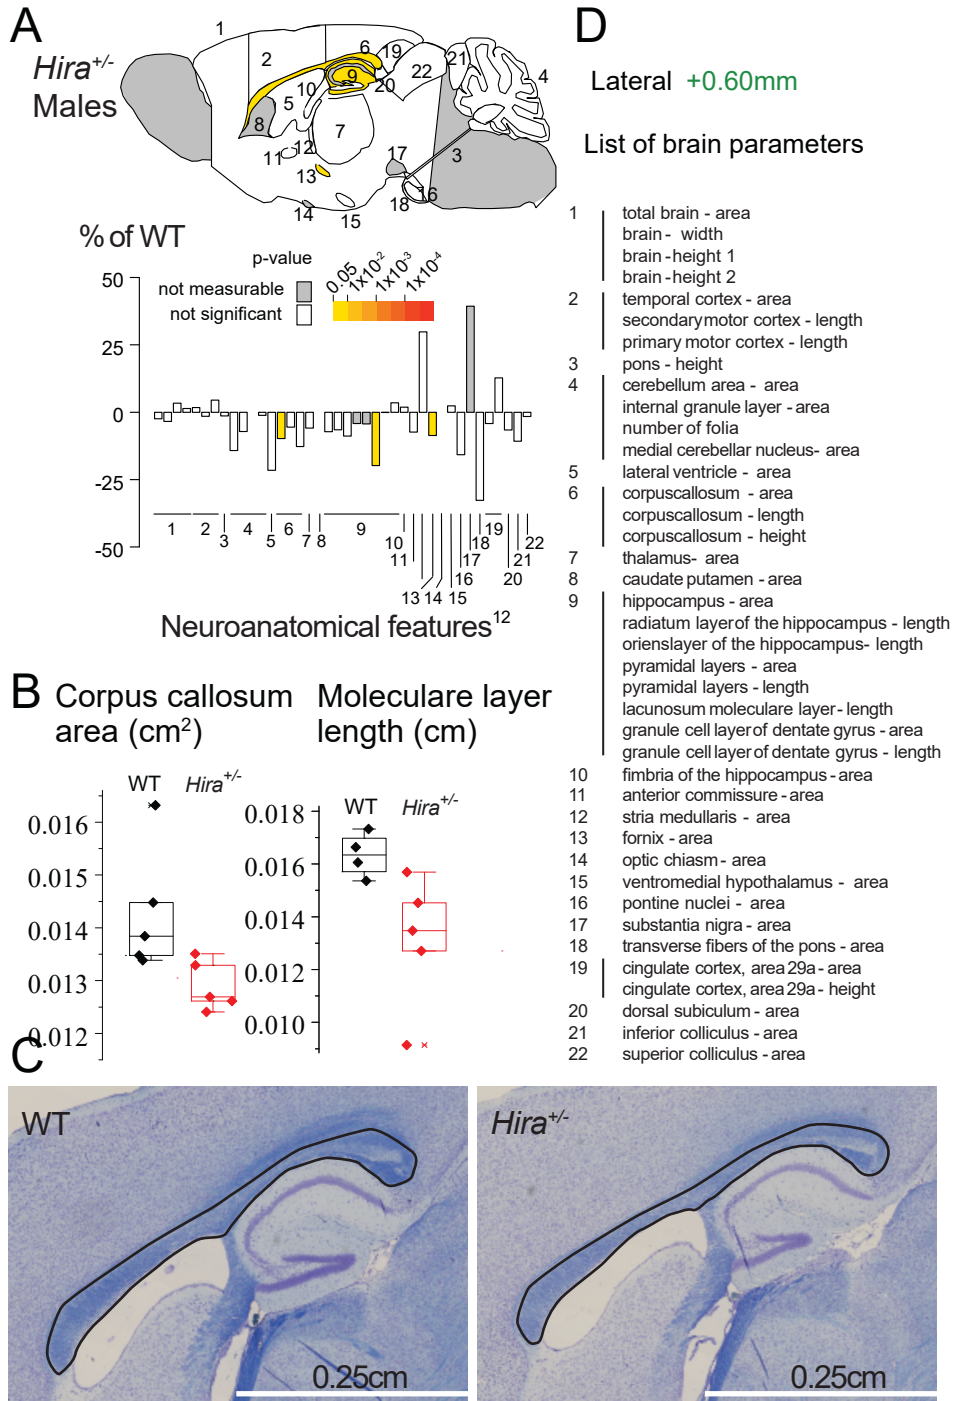 A
Hira+/-
Males
1
2
3
4
5
6
7
8
9
10
11
12
13
14
15
16
17
18
19
20
21
22
% of WT
p-value
not measurable
not significant
0.05
1x10-2
1x10-3
1x10-4
50
25
0
-25
-50
1 2 3 4 5 6 7 8 9 10 11 13 14 15 16 17 18 19 20 21 22
Neuroanatomical features12
B
Corpus callosum
area (cm2)
WT
Hira+/-
0.016
0.015
0.014
0.013
0.012
Moleculare layer
length (cm)
WT
Hira+/-
0.018
0.016
0.014
0.012
0.010
C
WT
0.25cm
Hira+/-
0.25cm
D
Lateral +0.60mm
List of brain parameters
1 total brain - area
brain - width
brain - height 1
brain - height 2
2 temporal cortex - area
secondary motor cortex - length
primary motor cortex - length
3 pons - height
4 cerebellum area - area
internal granule layer - area
number of folia
medial cerebellar nucleus- area
5 lateral ventricle - area
6 corpuscallosum - area
corpuscallosum - length
corpuscallosum - height
7 thalamus- area
8 caudate putamen - area
9 hippocampus - area
radiatum layer of the hippocampus - length
orienslayer of the hippocampus- length
pyramidal layers - area
pyramidal layers - length
lacunosum moleculare layer - length
granule cell layer of dentate gyrus - area
granule cell layer of dentate gyrus - length
10 fimbria of the hippocampus - area
11 anterior commissure - area
12 stria medullaris - area
13 fornix - area
14 optic chiasm - area
15 ventromedial hypothalamus - area
16 pontine nuclei - area
17 substantia nigra - area
18 transverse fibers of the pons - area
19 cingulate cortex, area 29a - area
cingulate cortex, area 29a - height
20 dorsal subiculum - area
21 inferior colliculus - area
22 superior colliculus - area